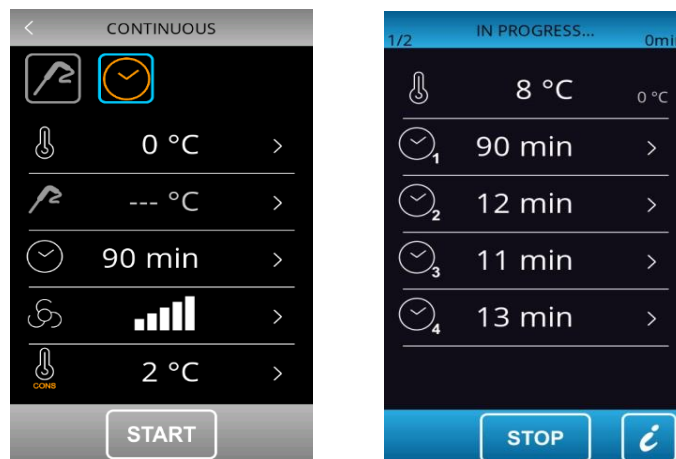 CONTINUOUS
0 °C
--- °C
90 min
CONS
2 °C
START
IN PROGRESS...
1/2
0mi
8 °C
0 °C
1
90 min
2
12 min
3
11 min
4
13 min
STOP
i